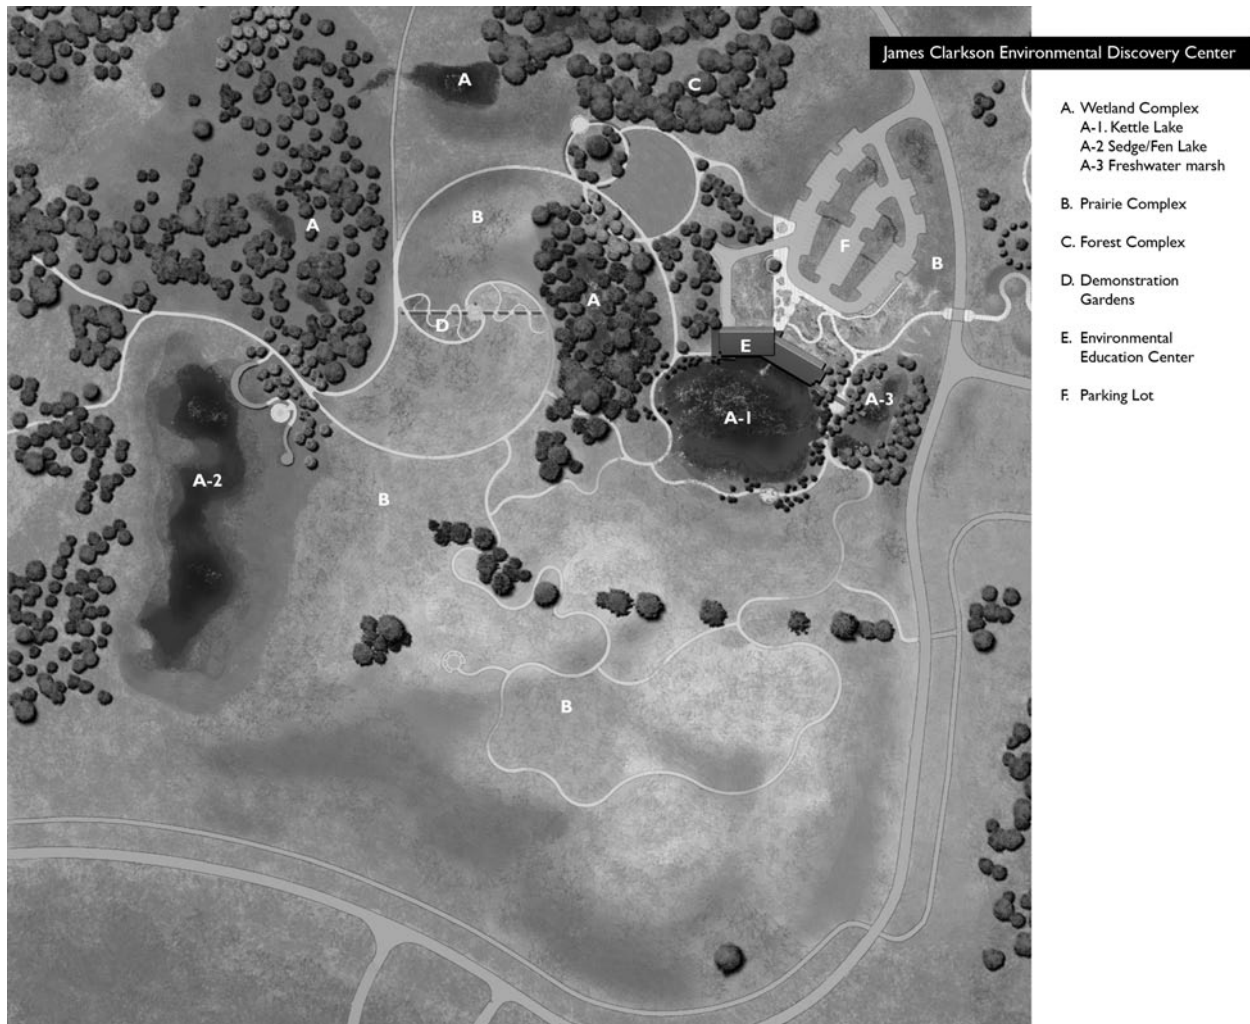 James Clarkson Environmental Discovery Center
A. Wetland Complex
A-1. Kettle Lake
A-2 Sedge/Fen Lake
A-3 Freshwater marsh
B. Prairie Complex
C. Forest Complex
D. Demonstration
Gardens
E. Environmental
Education Center
F. Parking Lot
A
C
B
A
F
B
A
D
E
A-1
A-3
A-2
B
B